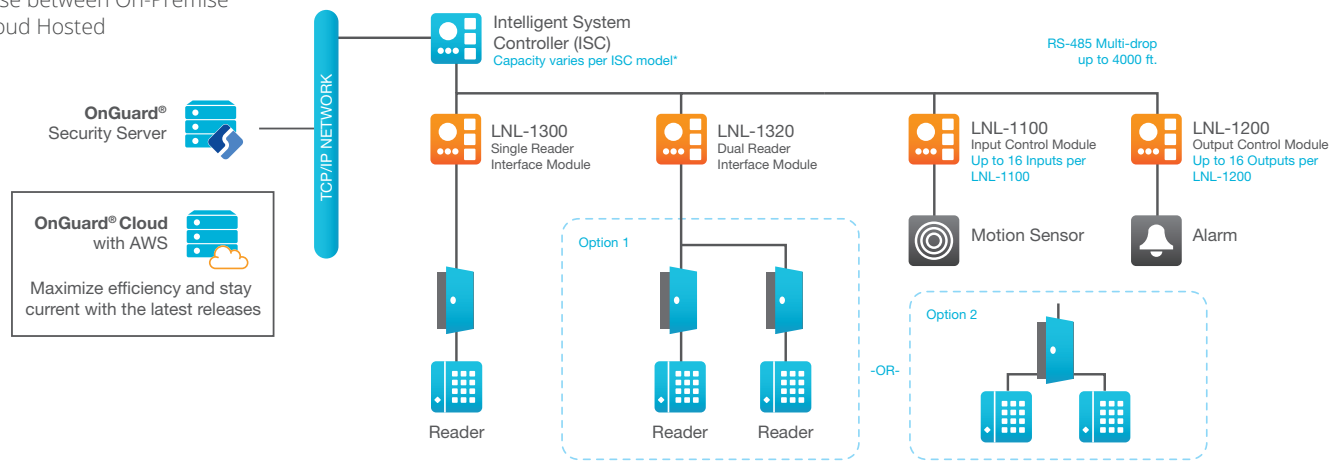 between On-Premise
Hosted
OnGuard®
Security Server
OnGuard® Cloud
with AWS
Maximize efficiency and stay
current with the latest releases
TCP/IP NETWORK
Intelligent System
Controller (ISC)
Capacity varies per ISC model*
RS-485 Multi-drop
up to 4000 ft.
LNL-1300
Single Reader
Interface Module
LNL-1320
Dual Reader
Interface Module
LNL-1100
Input Control Module
Up to 16 Inputs per
LNL-1100
LNL-1200
Output Control Module
Up to 16 Outputs per
LNL-1200
Motion Sensor
Alarm
Option 1
Option 2
-OR-
Reader
Reader
Reader